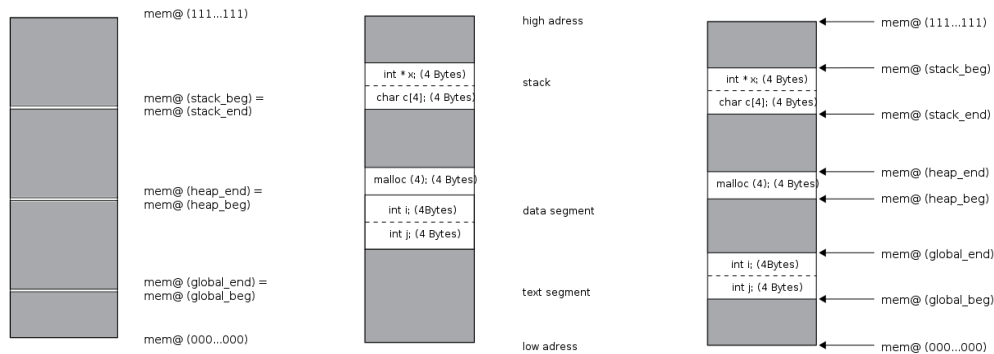 mem@ (111...111)
mem@ (stack_beg) =
mem@ (stack_end)
mem@ (heap_end) =
mem@ (heap_beg)
mem@ (global_end) =
mem@ (global_beg)
mem@ (000...000)
int * x; (4 Bytes)
char c[4]; (4 Bytes)
malloc (4); (4 Bytes)
int i; (4Bytes)
int j; (4 Bytes)
high adress
stack
data segment
text segment
low adress
int * x; (4 Bytes)
char c[4]; (4 Bytes)
malloc (4); (4 Bytes)
int i; (4Bytes)
int j; (4 Bytes)
mem@ (111...111)
mem@ (stack_beg)
mem@ (stack_end)
mem@ (heap_end)
mem@ (heap_beg)
mem@ (global_end)
mem@ (global_beg)
mem@ (000...000)